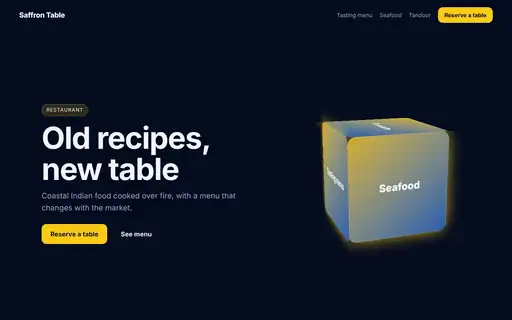 Saffron Table
Tasting menu
Seafood
Tandoor
Reserve a table
RESTAURANT
Old recipes,
new table
Coastal Indian food cooked over fire, with a menu that
changes with the market.
Reserve a table
See menu
Seafood